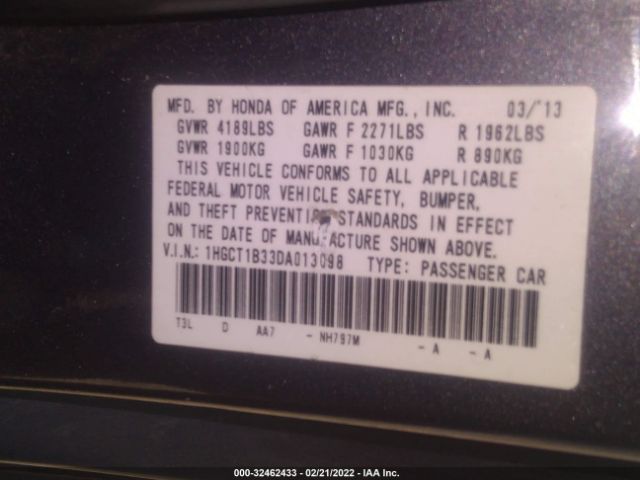 MFD. BY HONDA OF AMERICA MFG., INC. 03/'13
GVWR 4189LBS GAWR F 2271LBS R 1962LBS
GVWR 1900KG GAWR F 1030KG R 890KG
THIS VEHICLE CONFORMS TO ALL APPLICABLE
FEDERAL MOTOR VEHICLE SAFETY, BUMPER,
AND THEFT PREVENTION STANDARDS IN EFFECT
ON THE DATE OF MANUFACTURE SHOWN ABOVE.
V.I.N.: 1HGCT1B33DA013098 TYPE: PASSENGER CAR
T3L D AA7 - NH797M - A - A
000-32462433 - 02/21/2022 - IAA Inc.